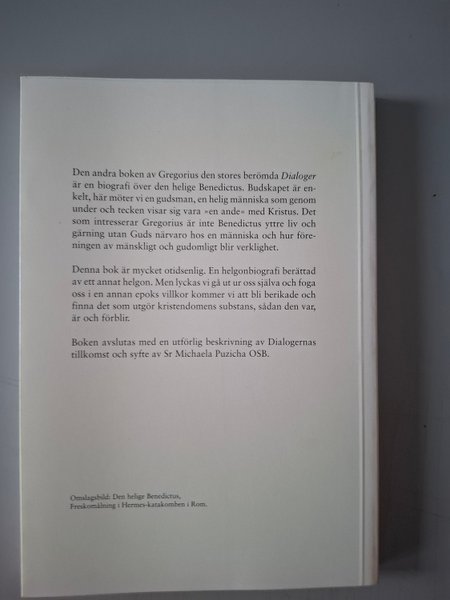 Den andra boken av Gregorius den stores berömda Dialoger
är en biografi över den helige Benedictus. Budskapet är en-
kelt, här möter vi en gudsman, en helig människa som genom
under och tecken visar sig vara »en ande« med Kristus. Det
som intresserar Gregorius är inte Benedictus yttre liv och
gärning utan Guds närvaro hos en människa och hur före-
ningen av mänskligt och gudomligt blir verklighet.
Denna bok är mycket otidsenlig. En helgonbiografi berättad
av ett annat helgon. Men lyckas vi gå ut ur oss själva och foga
oss i en annan epoks villkor kommer vi att bli berikade och
finna det som utgör kristendomens substans, sådan den var,
är och förblir.
Boken avslutas med en utförlig beskrivning av Dialogernas
tillkomst och syfte av Sr Michaela Puzicha OSB.
Omslagsbild: Den helige Benedictus,
Freskomålning i Hermes-katakomben i Rom.